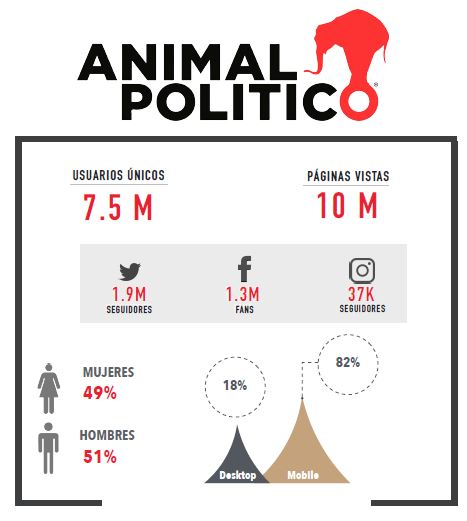 ANIMAL
POLITICO®
USUARIOS ÚNICOS
7.5 M
PÁGINAS VISTAS
10 M
1.9M
SEGUIDORES
1.3M
FANS
37K
SEGUIDORES
MUJERES
49%
HOMBRES
51%
18%
82%
Desktop
Mobile